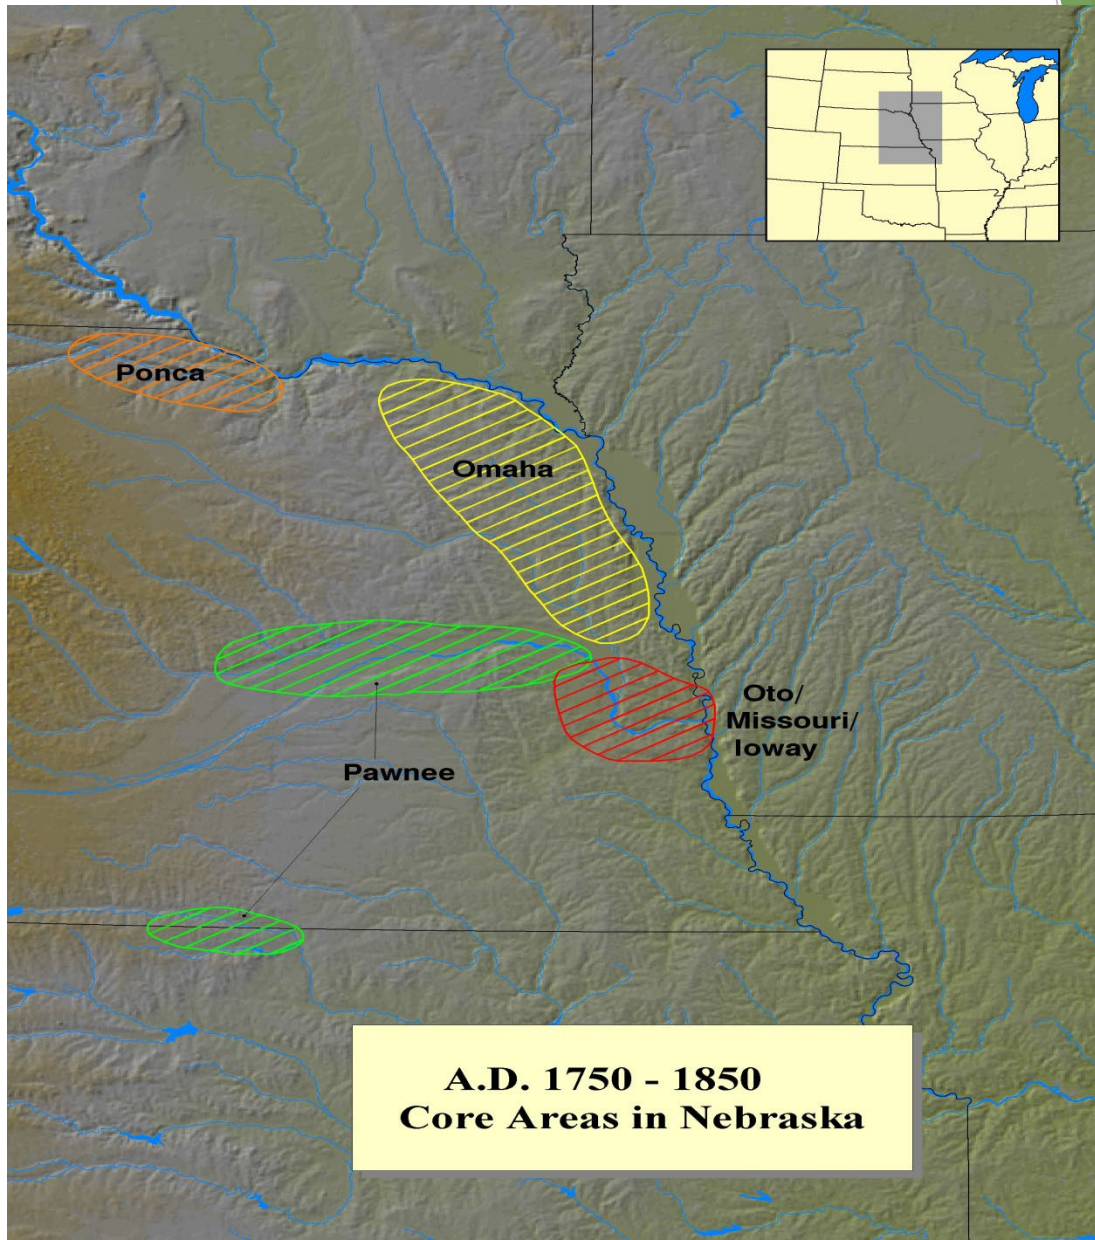 Ponca
Omaha
Oto/
Missouri/
Ioway
Pawnee
A.D. 1750 - 1850
Core Areas in Nebraska